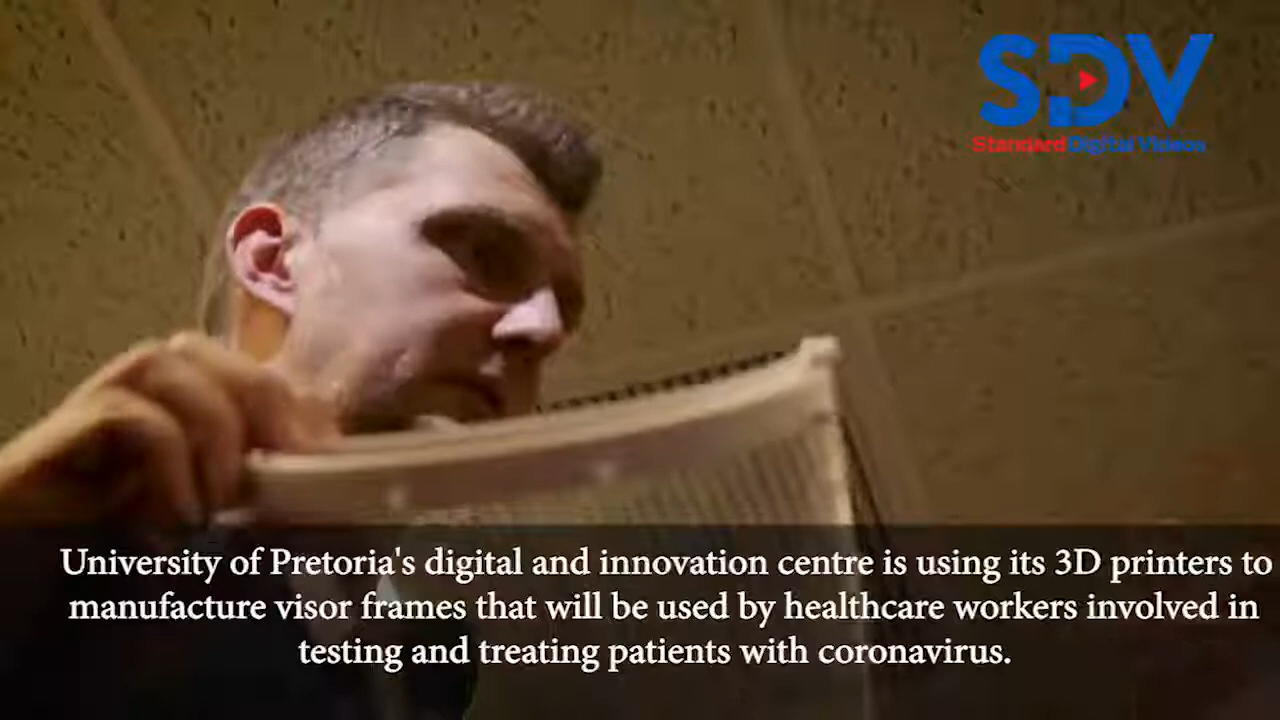 SDV
Standard Digital Videos
University of Pretoria's digital and innovation centre is using its 3D printers to
manufacture visor frames that will be used by healthcare workers involved in
testing and treating patients with coronavirus.